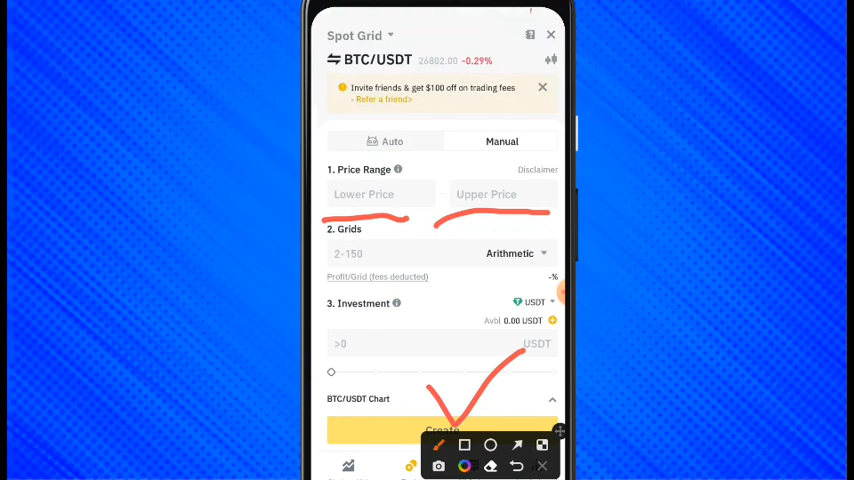 Spot Grid
BTC/USDT 26802.00 -0.29%
Invite friends & get $100 off on trading fees
- Refer a friend>
Auto Manual
1. Price Range Disclaimer
Lower Price Upper Price
2. Grids
2-150 Arithmetic
Profit/Grid (fees deducted) -%
3. Investment USDT
Avbl 0.00 USDT
>0 USDT
BTC/USDT Chart
Create